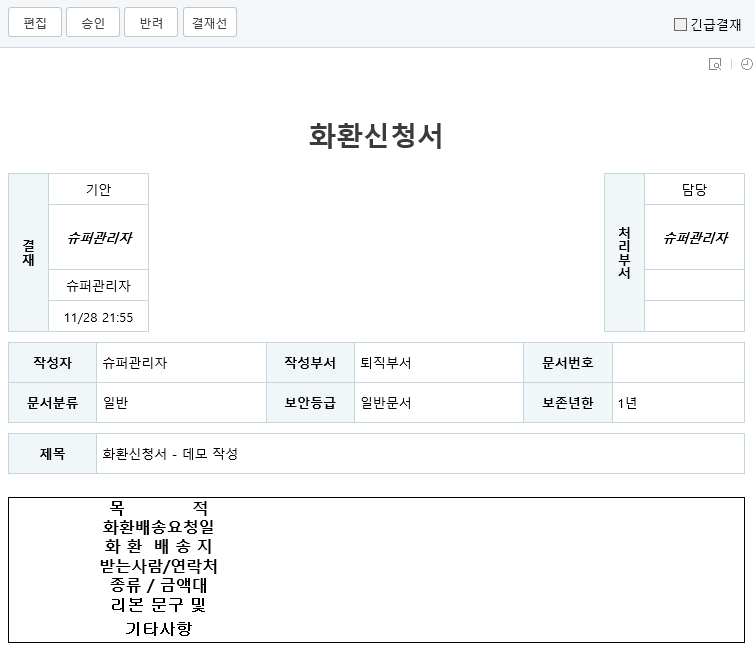 편집 승인 반려 결재선 긴급결재
화환신청서
결재 기안 처리부서 담당
슈퍼관리자 슈퍼관리자
슈퍼관리자
11/28 21:55
작성자 슈퍼관리자 작성부서 퇴직부서 문서번호
문서분류 일반 보안등급 일반문서 보존년한 1년
제목 화환신청서 - 데모 작성
목 적
화환배송요청일
화 환 배 송 지
받는사람/연락처
종류 / 금액대
리본 문구 및
기타사항